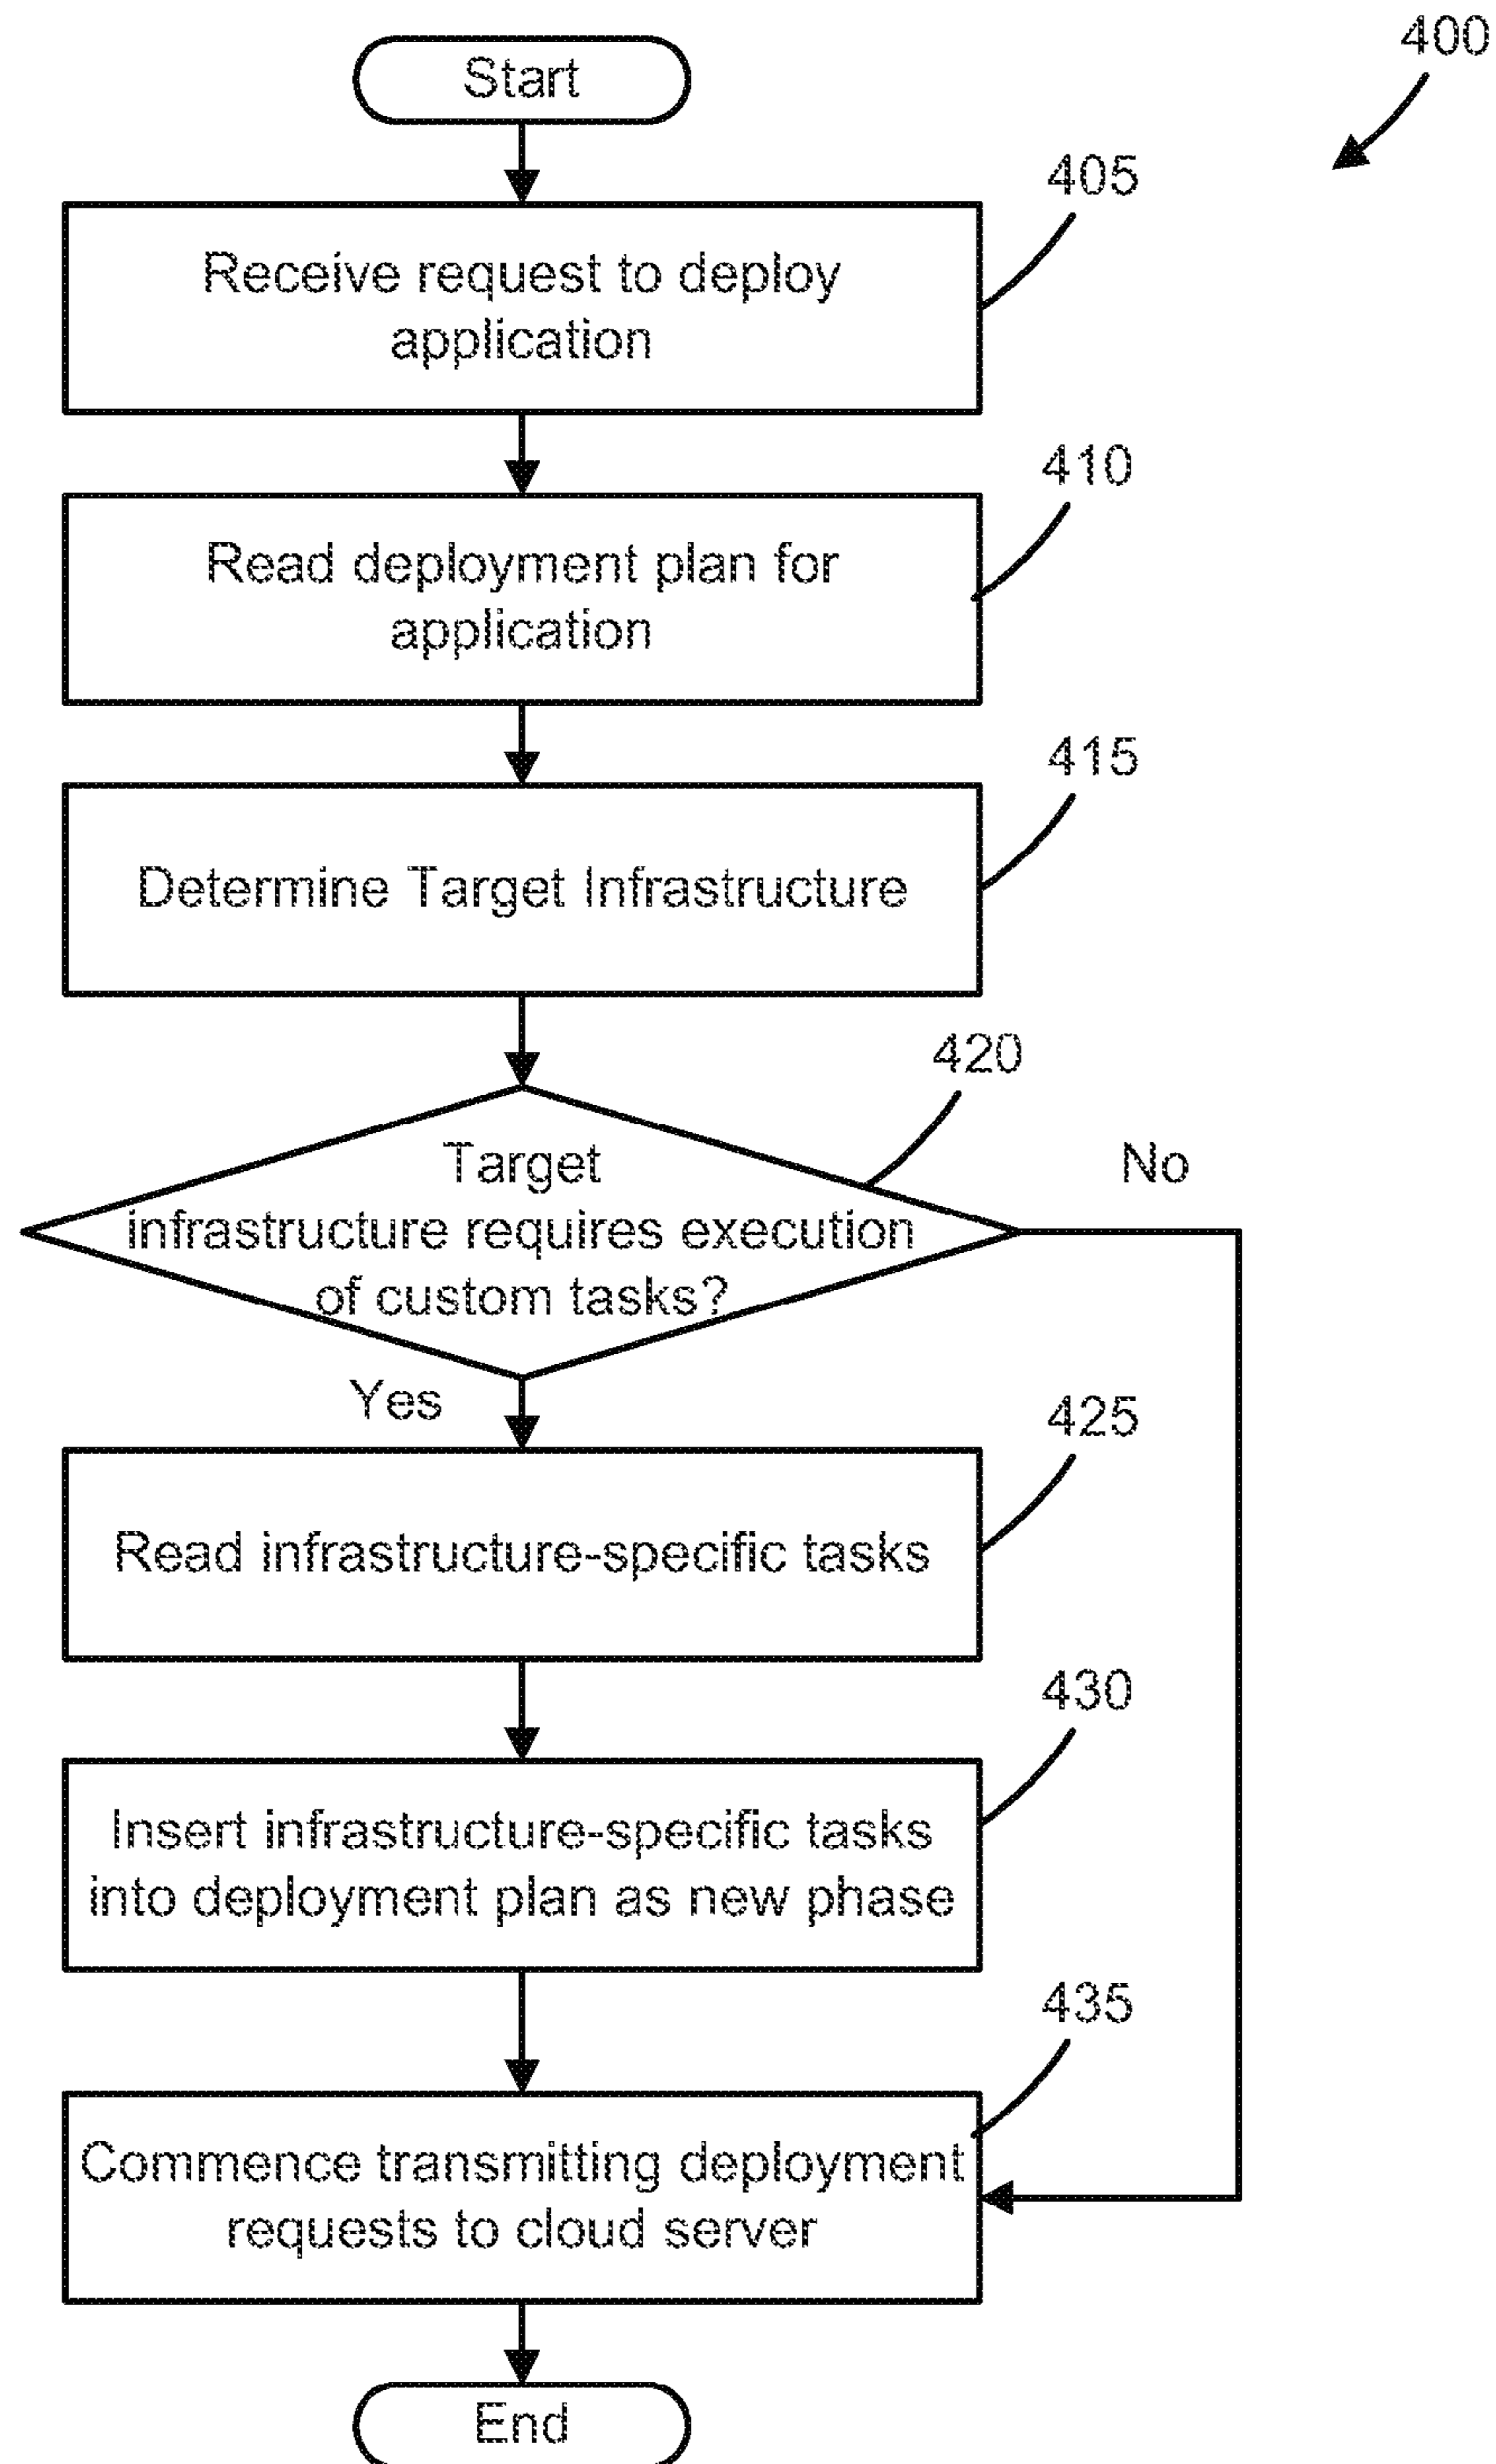 400
Start
405
Receive request to deploy
application
410
Read deployment plan for
application
415
Determine Target Infrastructure
420
Target
infrastructure requires execution
of custom tasks?
No
Yes
425
Read infrastructure-specific tasks
430
Insert infrastructure-specific tasks
into deployment plan as new phase
435
Commence transmitting deployment
requests to cloud server
End